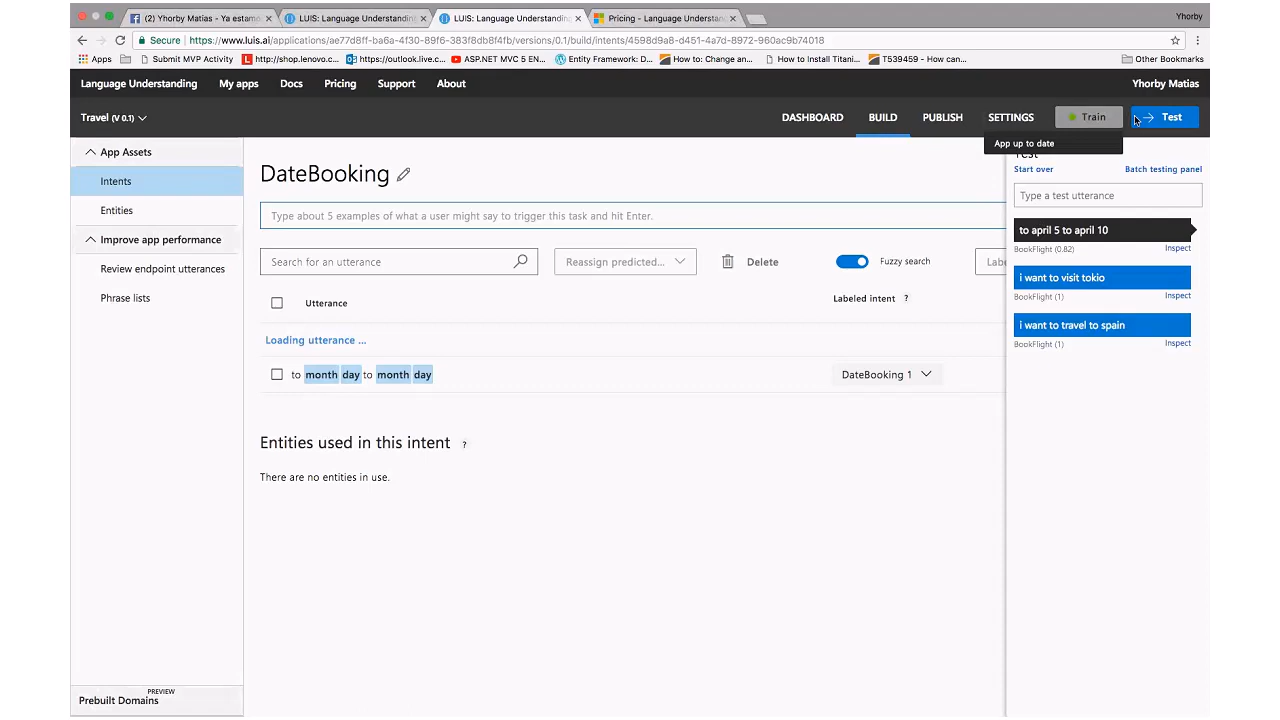 (2) Yhorby Matias - Ya estamo
LUIS: Language Understandin
LUIS: Language Understandin
Pricing - Language Understan
Yhorby
Secure
https://www.luis.ai/applications/ae77d8ff-ba6a-4f30-89f6-383f8db8f4fb/versions/0.1/build/intents/4598d9a8-d451-4a7d-8972-960ac9b74018
Apps
Submit MVP Activity
http://shop.lenovo.c...
https://outlook.live.c...
ASP.NET MVC 5 EN...
Entity Framework: D...
How to: Change an...
How to Install Titani...
T539459 - How can...
Other Bookmarks
Language Understanding
My apps
Docs
Pricing
Support
About
Yhorby Matias
Travel (V 0.1)
DASHBOARD
BUILD
PUBLISH
SETTINGS
Train
Test
App up to date
App Assets
Intents
Entities
Improve app performance
Review endpoint utterances
Phrase lists
Prebuilt Domains
PREVIEW
DateBooking
Type about 5 examples of what a user might say to trigger this task and hit Enter.
Search for an utterance
Reassign predicted...
Delete
Fuzzy search
Labe
Utterance
Labeled intent ?
Loading utterance ...
to month day to month day
DateBooking 1
Entities used in this intent ?
There are no entities in use.
Test
Start over
Batch testing panel
Type a test utterance
to april 5 to april 10
BookFlight (0.82)
Inspect
i want to visit tokio
BookFlight (1)
Inspect
i want to travel to spain
BookFlight (1)
Inspect